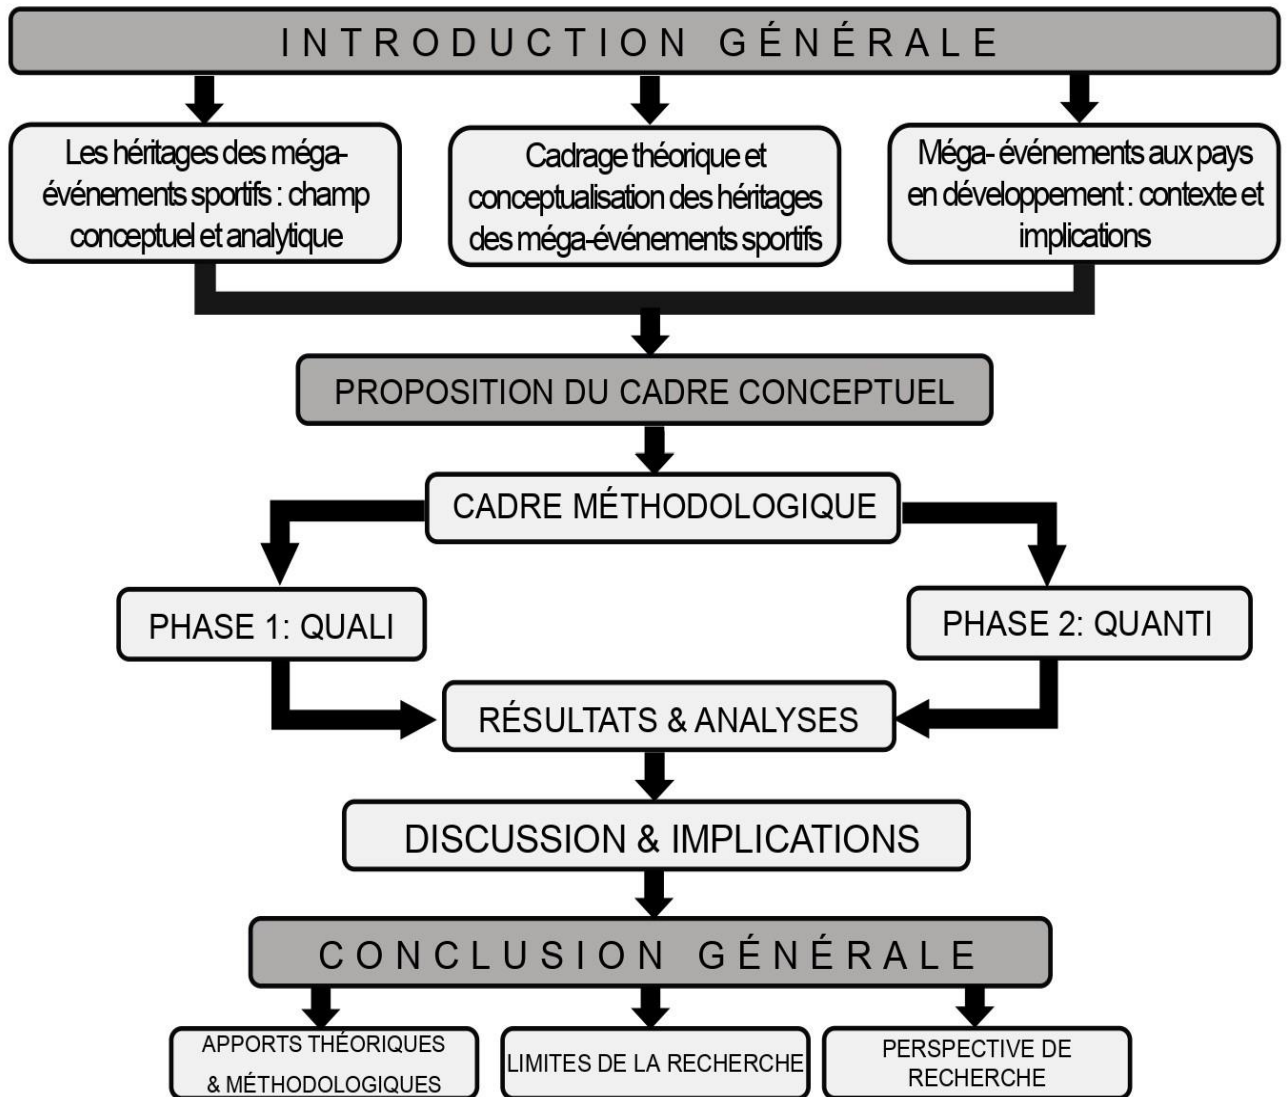 INTRODUCTION GÉNÉRALE
Les héritages des méga-
événements sportifs : champ
conceptuel et analytique
Cadrage théorique et
conceptualisation des héritages
des méga-événements sportifs
Méga- événements aux pays
en développement : contexte et
implications
PROPOSITION DU CADRE CONCEPTUEL
CADRE MÉTHODOLOGIQUE
PHASE 1: QUALI
PHASE 2: QUANTI
RÉSULTATS & ANALYSES
DISCUSSION & IMPLICATIONS
CONCLUSION GÉNÉRALE
APPORTS THÉORIQUES
& MÉTHODOLOGIQUES
LIMITES DE LA RECHERCHE
PERSPECTIVE DE
RECHERCHE